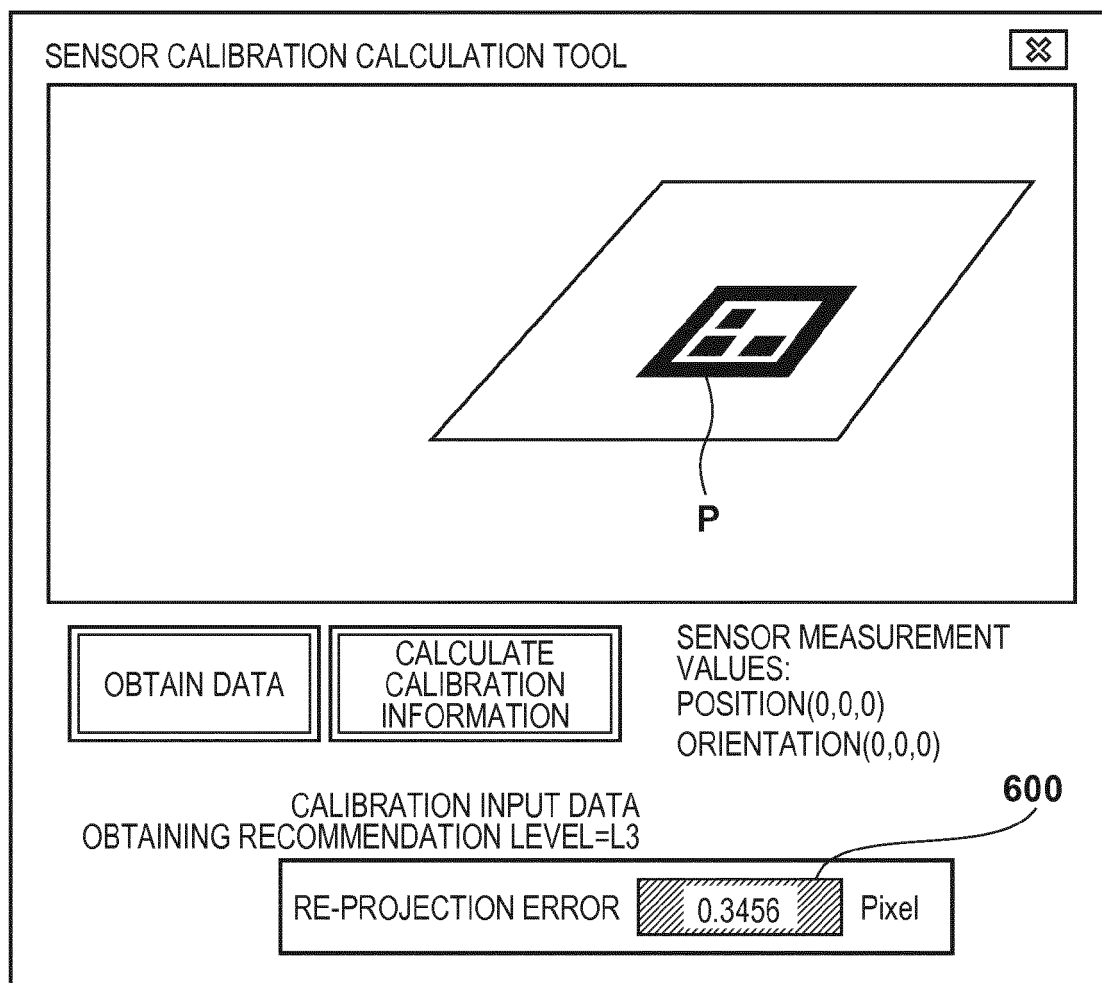 SENSOR CALIBRATION CALCULATION TOOL
P
OBTAIN DATA
CALCULATE
CALIBRATION
INFORMATION
SENSOR MEASUREMENT
VALUES:
POSITION(0,0,0)
ORIENTATION(0,0,0)
600
CALIBRATION INPUT DATA
OBTAINING RECOMMENDATION LEVEL=L3
RE-PROJECTION ERROR 0.3456 Pixel